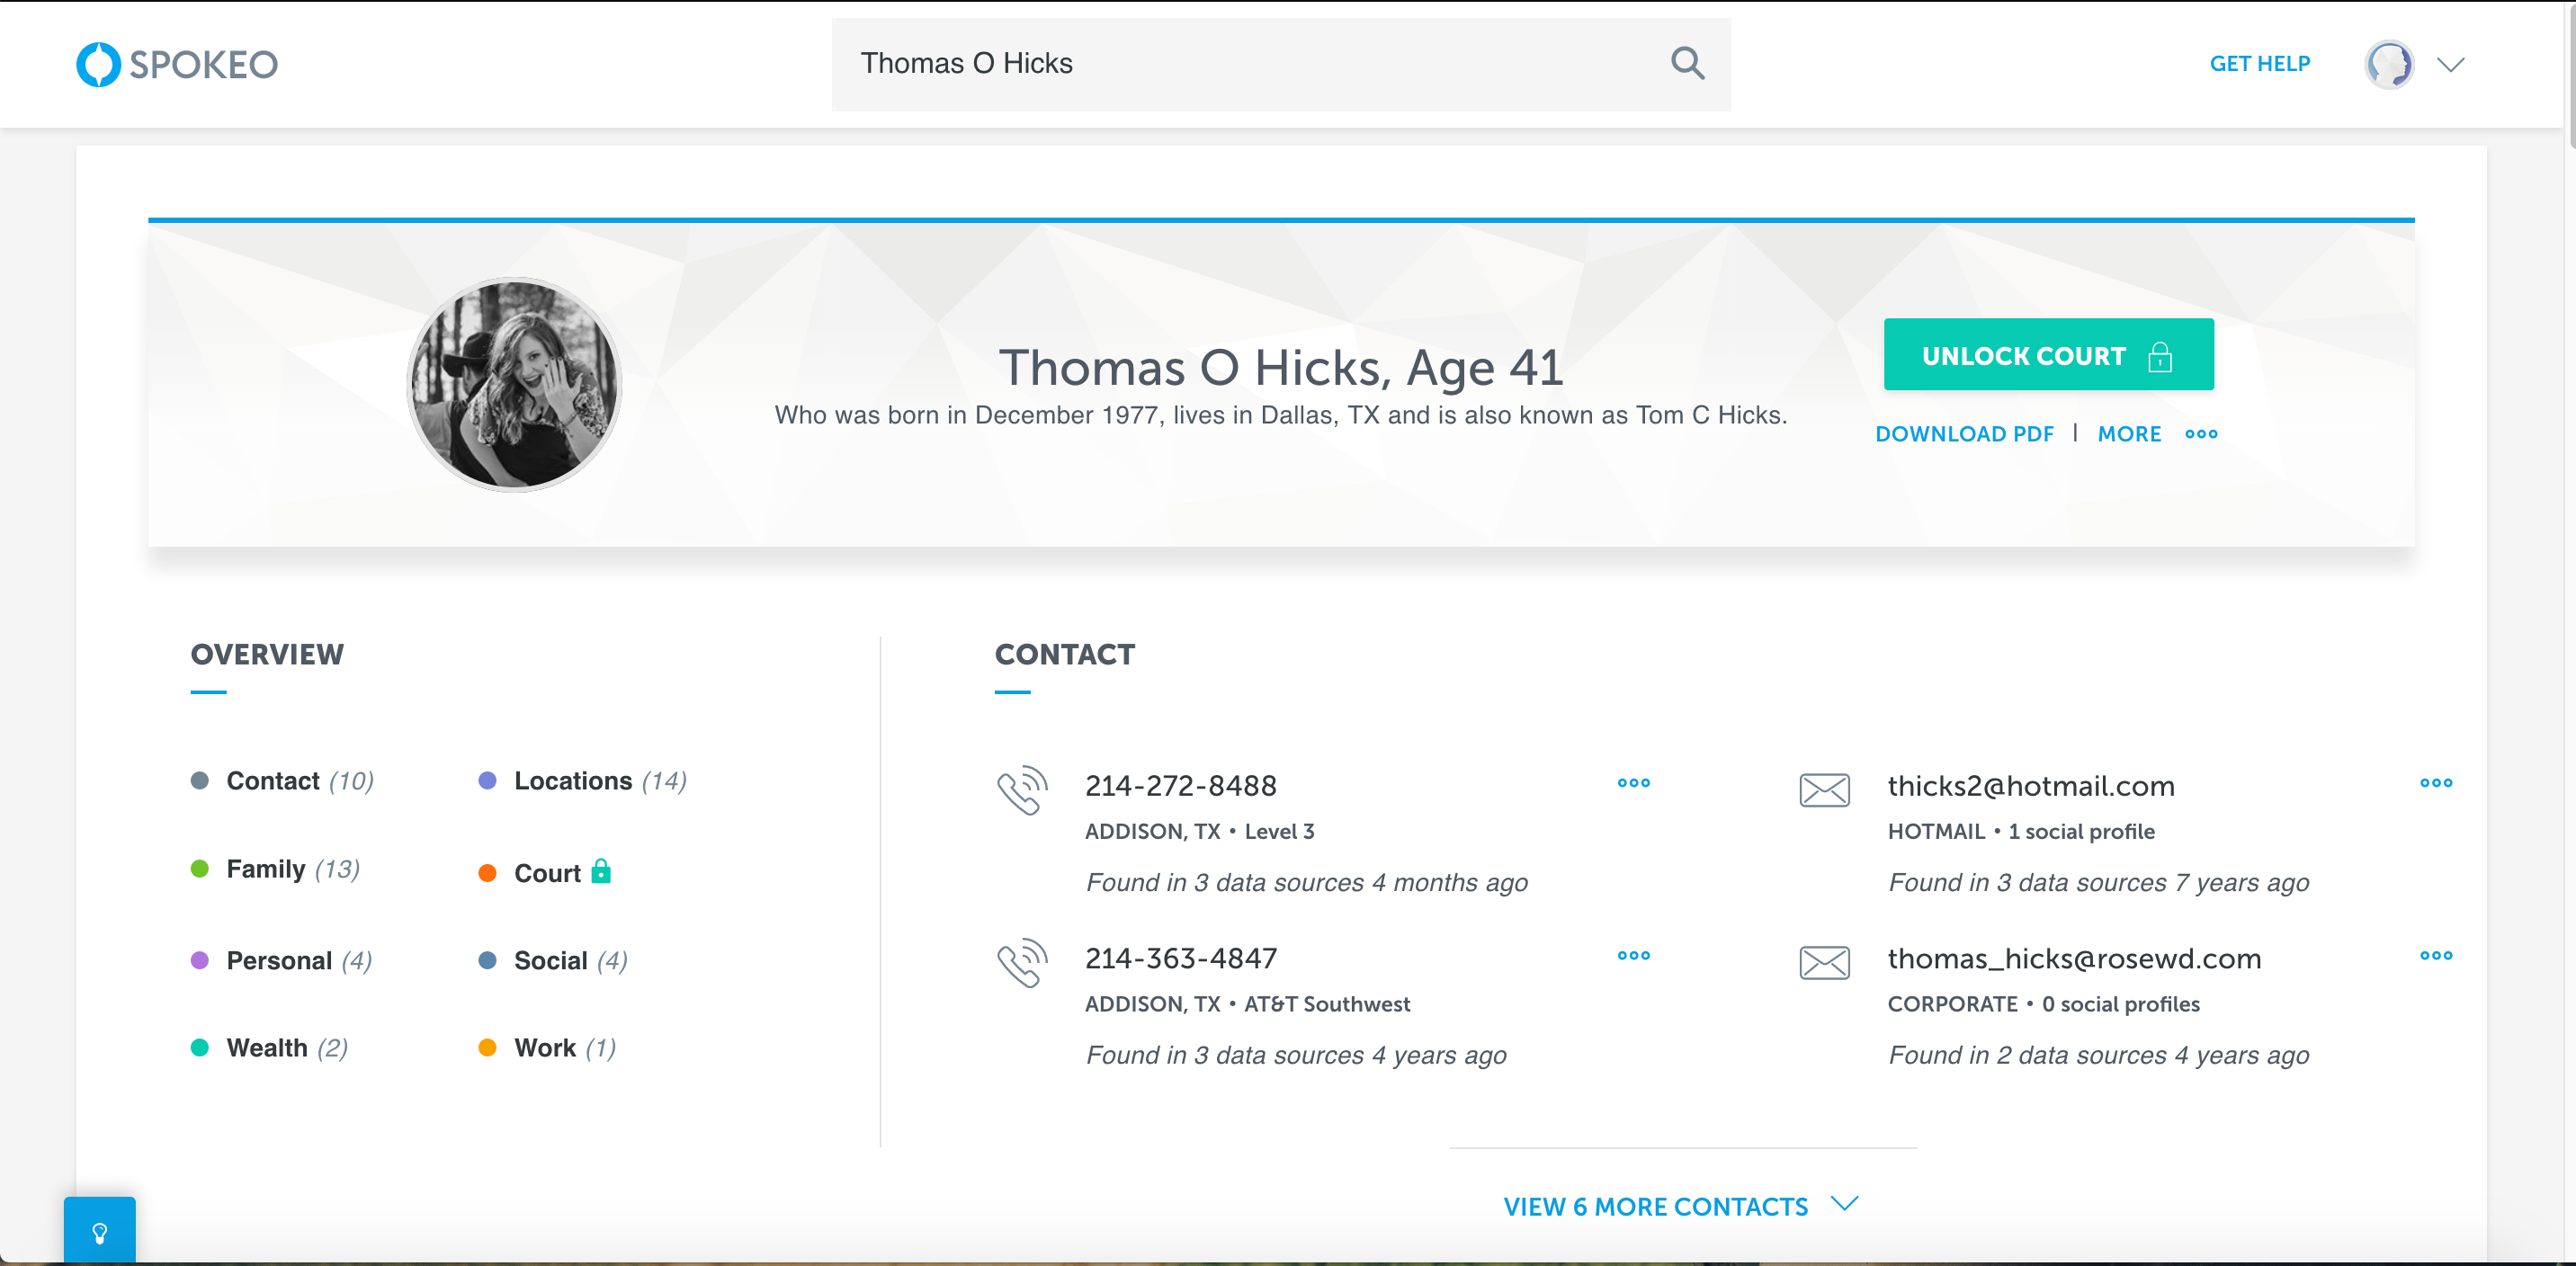 SPOKEO
Thomas O Hicks
GET HELP
Thomas O Hicks, Age 41
Who was born in December 1977, lives in Dallas, TX and is also known as Tom C Hicks.
UNLOCK COURT
DOWNLOAD PDF | MORE
OVERVIEW
Contact (10)
Locations (14)
Family (13)
Court
Personal (4)
Social (4)
Wealth (2)
Work (1)
CONTACT
214-272-8488
ADDISON, TX • Level 3
Found in 3 data sources 4 months ago
thicks2@hotmail.com
HOTMAIL • 1 social profile
Found in 3 data sources 7 years ago
214-363-4847
ADDISON, TX • AT&T Southwest
Found in 3 data sources 4 years ago
thomas_hicks@rosewd.com
CORPORATE • 0 social profiles
Found in 2 data sources 4 years ago
VIEW 6 MORE CONTACTS